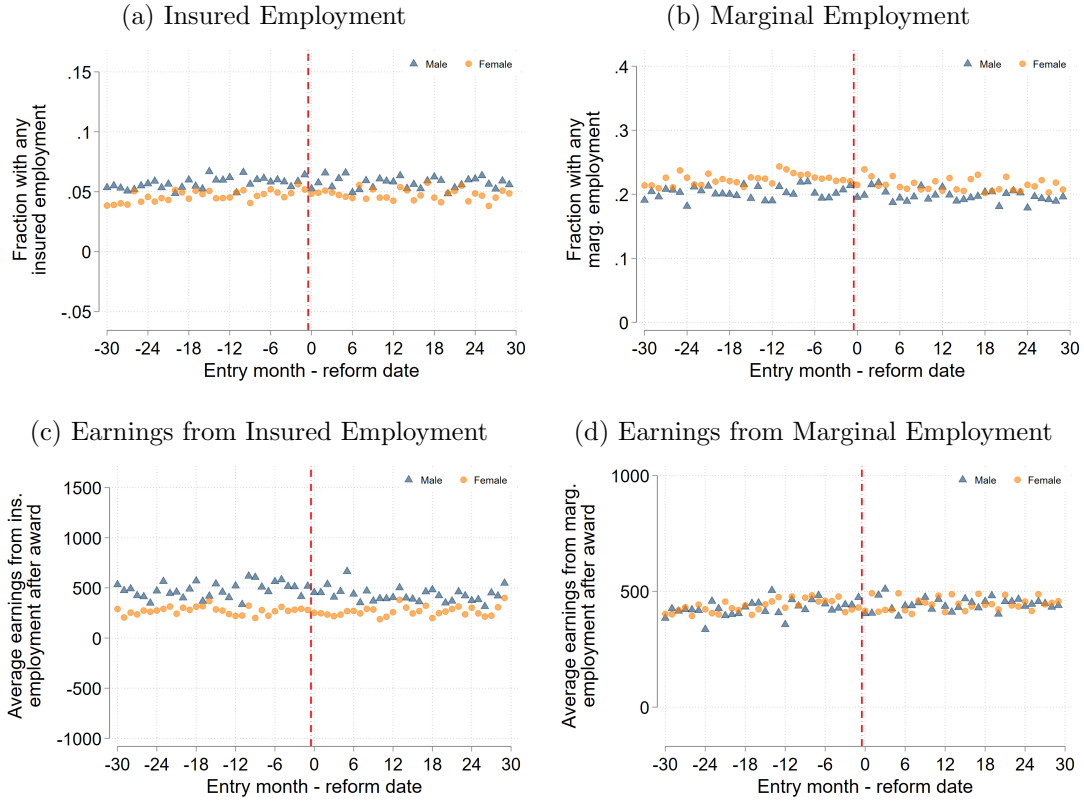 (a) Insured Employment
Male Female
Fraction with any
insured employment
.15
.1
.05
0
-.05
-30 -24 -18 -12 -6 0 6 12 18 24 30
Entry month - reform date
(b) Marginal Employment
Male Female
Fraction with any
marg. employment
.4
.3
.2
.1
0
-30 -24 -18 -12 -6 0 6 12 18 24 30
Entry month - reform date
(c) Earnings from Insured Employment
Male Female
Average earnings from ins.
employment after award
1500
1000
500
0
-500
-1000
-30 -24 -18 -12 -6 0 6 12 18 24 30
Entry month - reform date
(d) Earnings from Marginal Employment
Male Female
Average earnings from marg.
employment after award
1000
500
0
-30 -24 -18 -12 -6 0 6 12 18 24 30
Entry month - reform date